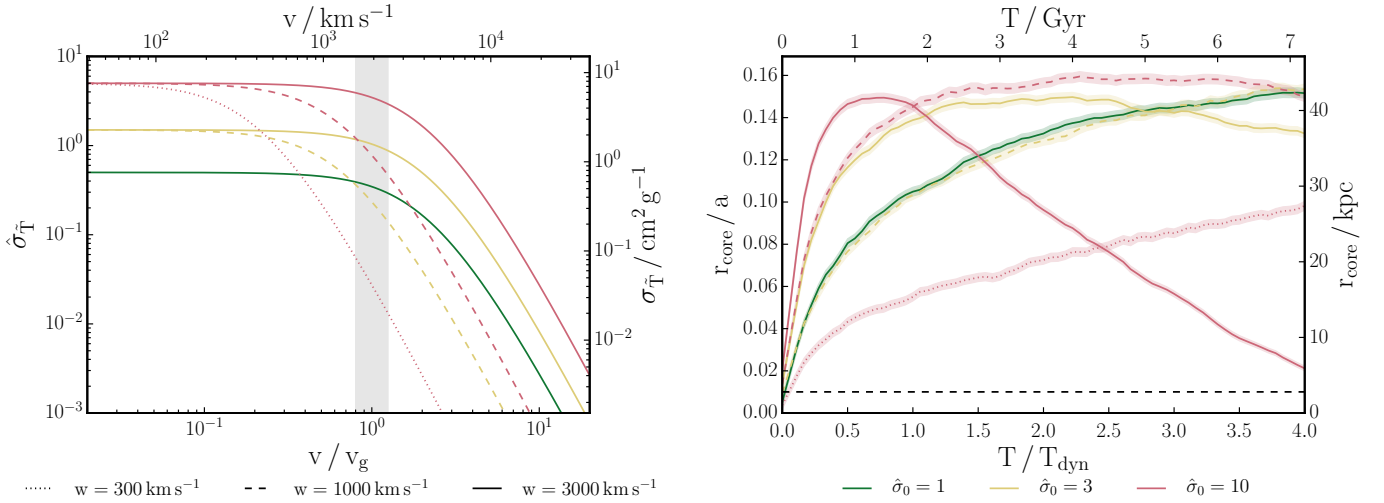 v / km s⁻¹
10² 10³ 10⁴
10¹ 10⁰ 10⁻¹ 10⁻² 10⁻³
σ̂_T̃
10¹ 10⁰ 10⁻¹ 10⁻²
σ_T̃ / cm² g⁻¹
10⁻¹ 10⁰ 10¹
v / v_g
w = 300 km s⁻¹ w = 1000 km s⁻¹ w = 3000 km s⁻¹
T / Gyr
0 1 2 3 4 5 6 7
0.16 0.14 0.12 0.10 0.08 0.06 0.04 0.02 0.00
r_core / a
40 30 20 10 0
r_core / kpc
0.0 0.5 1.0 1.5 2.0 2.5 3.0 3.5 4.0
T / T_dyn
σ̂₀ = 1 σ̂₀ = 3 σ̂₀ = 10